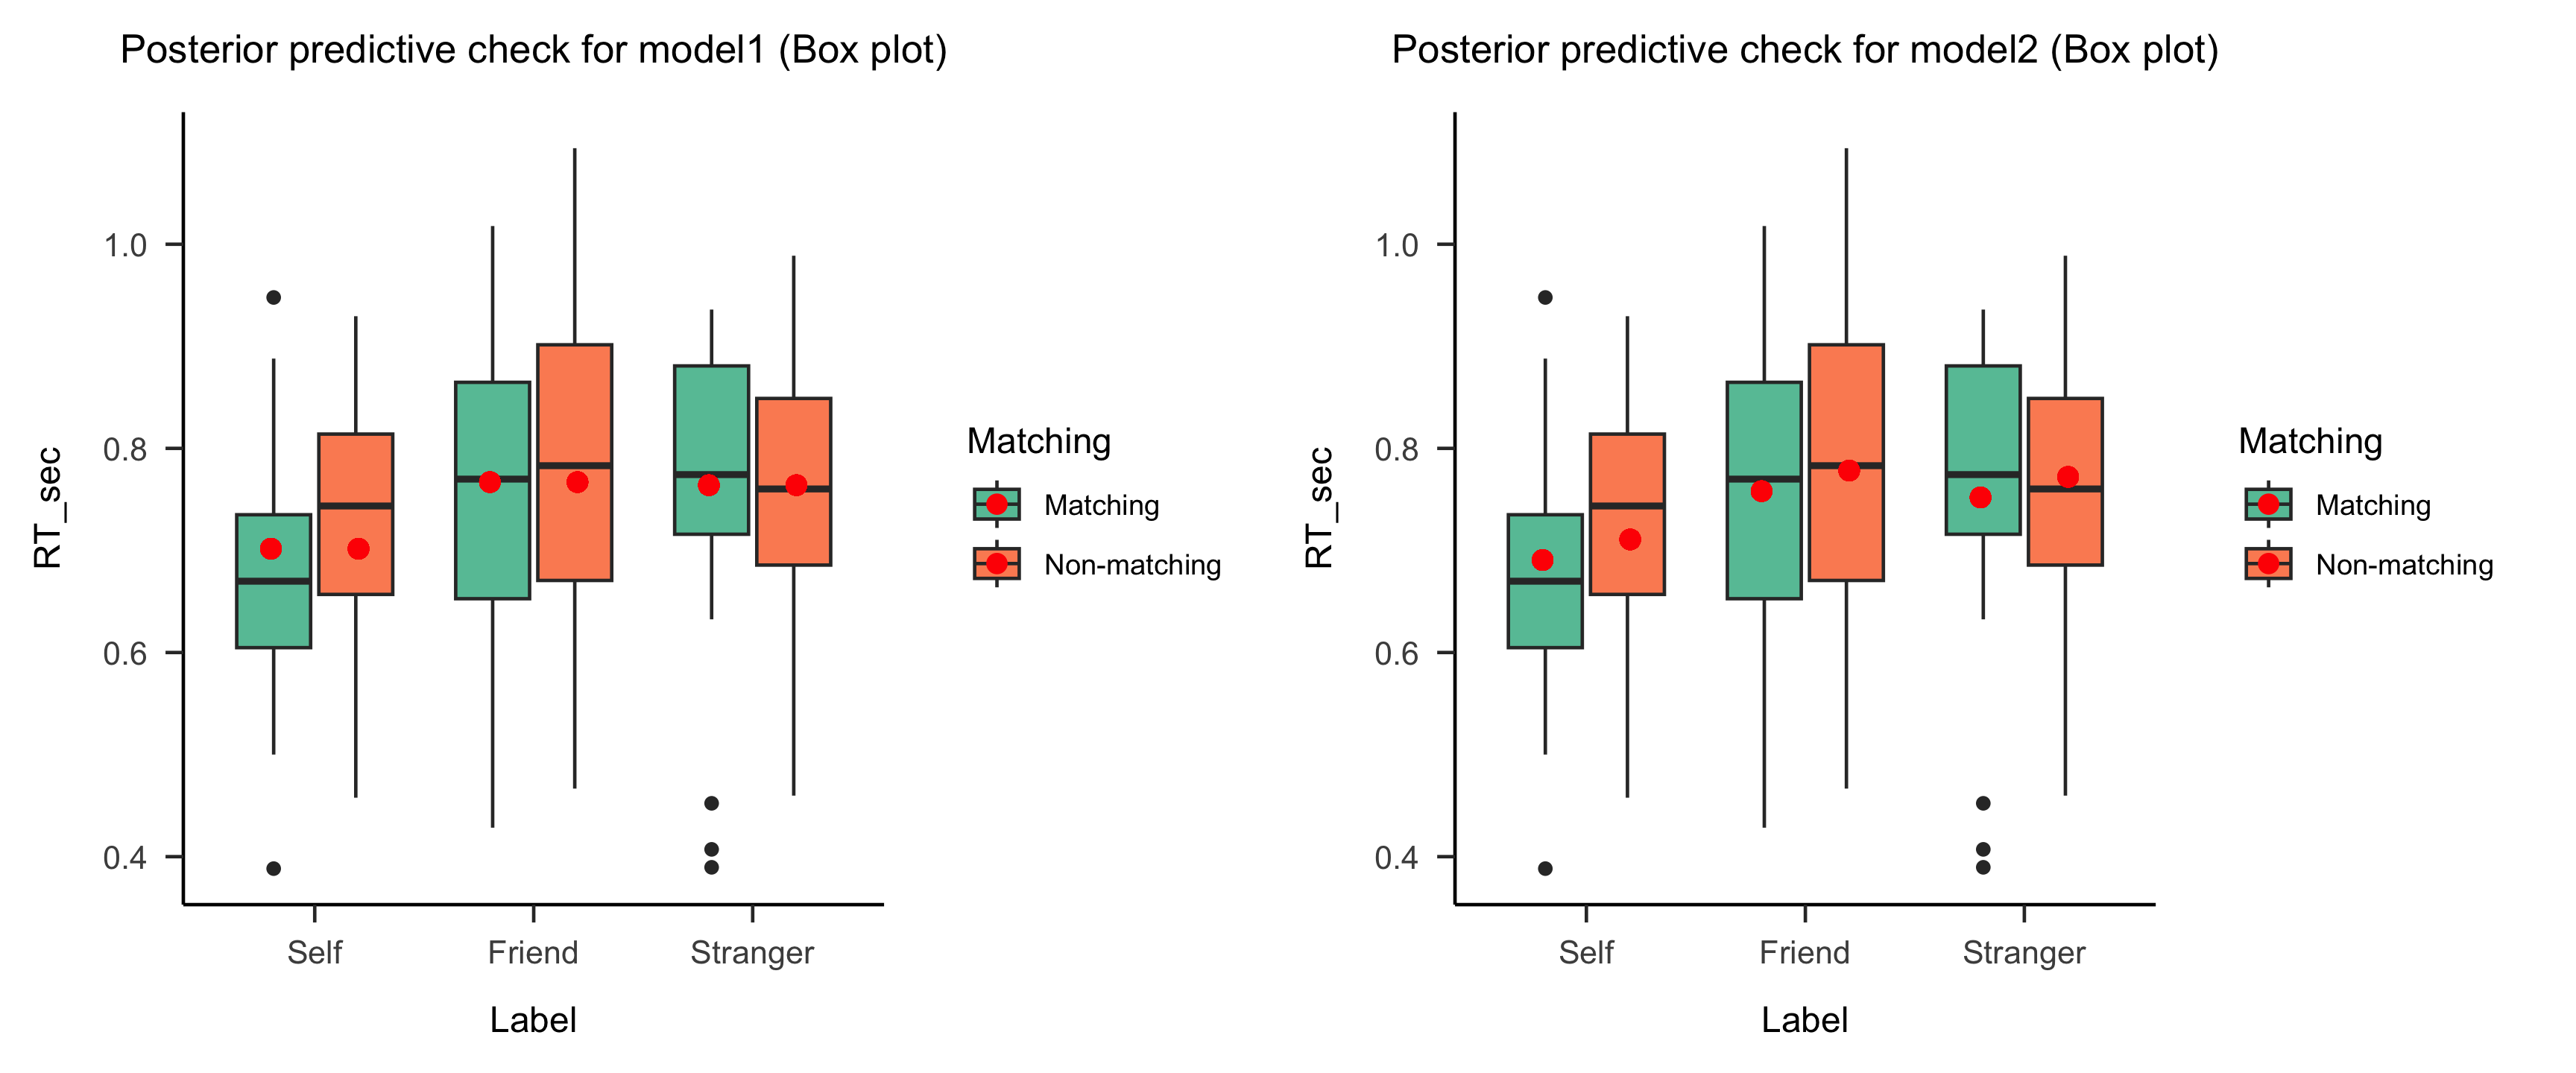 Posterior predictive check for model1 (Box plot)
RT_sec
1.0
0.8
0.6
0.4
Self
Friend
Stranger
Label
Matching
Matching
Non-matching
Posterior predictive check for model2 (Box plot)
RT_sec
1.0
0.8
0.6
0.4
Self
Friend
Stranger
Label
Matching
Matching
Non-matching